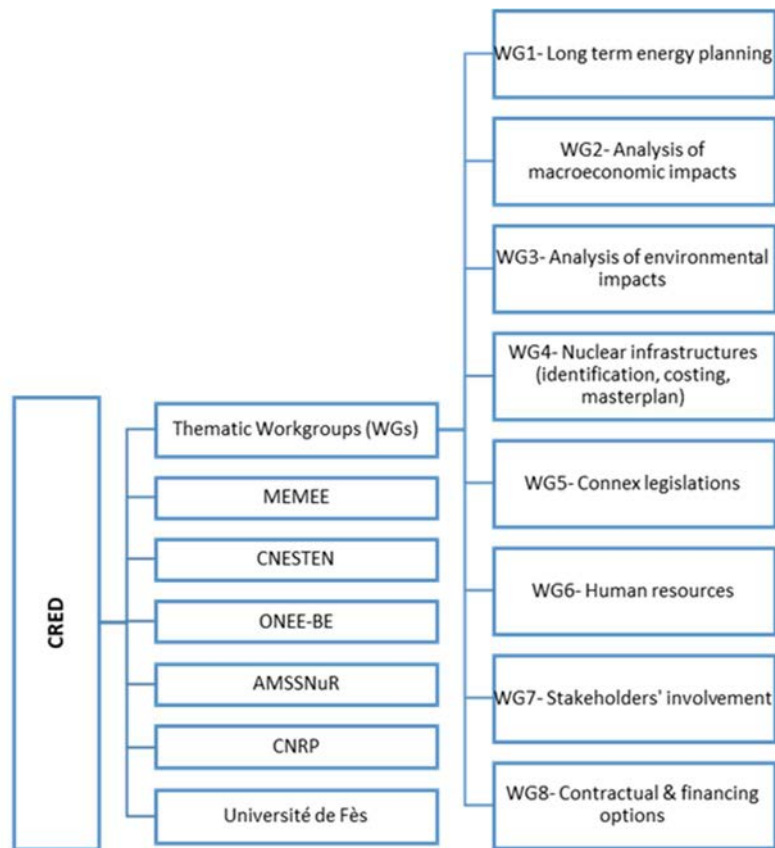 CRED
Thematic Workgroups (WGs)
MEMEE
CNESTEN
ONEE-BE
AMSSNuR
CNRP
Université de Fès
WG1- Long term energy planning
WG2- Analysis of
macroeconomic impacts
WG3- Analysis of environmental
impacts
WG4- Nuclear infrastructures
(identification, costing,
masterplan)
WG5- Connex legislations
WG6- Human resources
WG7- Stakeholders' involvement
WG8- Contractual & financing
options